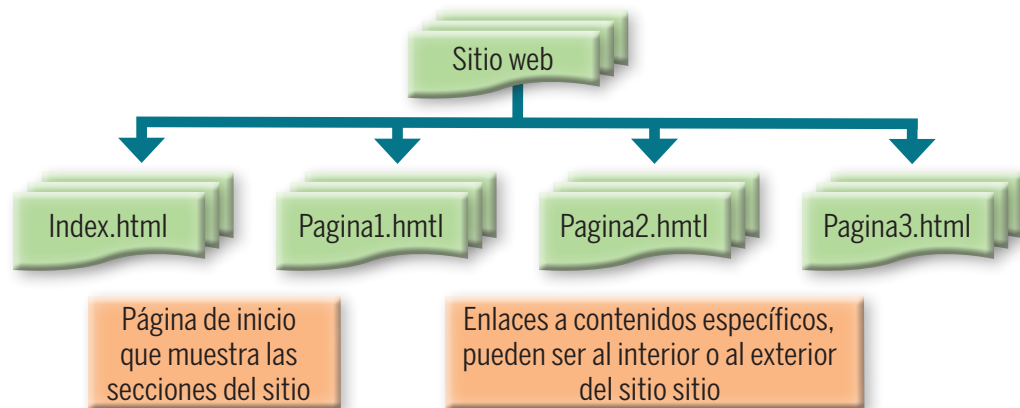 Sitio web
Index.html
Pagina1.hmtl
Pagina2.hmtl
Pagina3.html
Página de inicio
que muestra las
secciones del sitio
Enlaces a contenidos específicos,
pueden ser al interior o al exterior
del sitio sitio